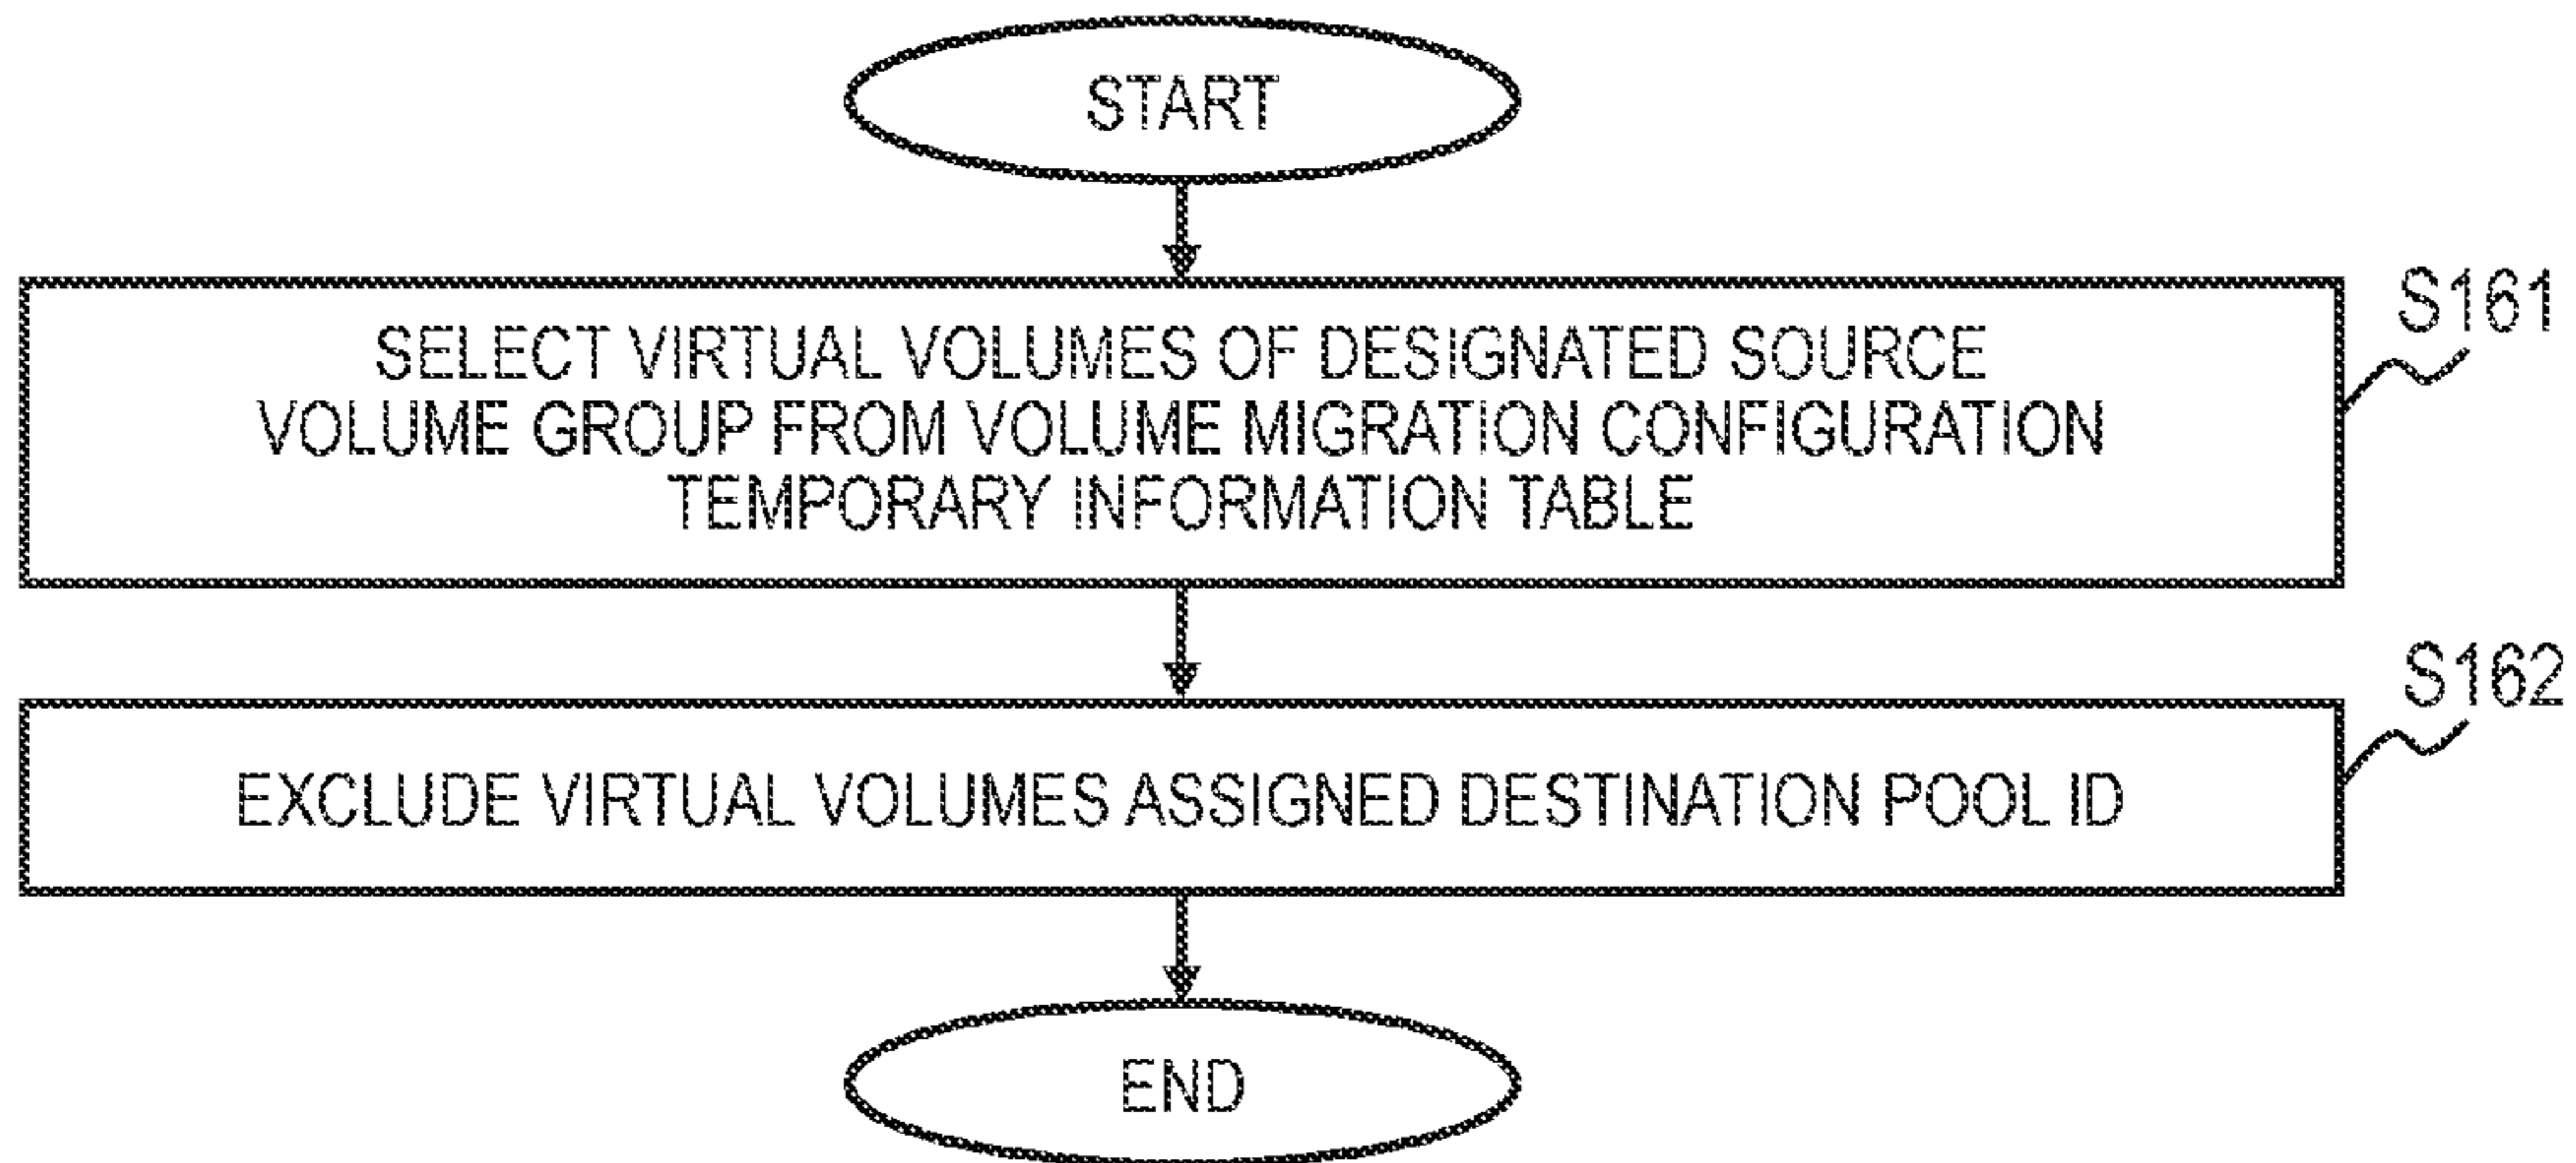 START
S161
SELECT VIRTUAL VOLUMES OF DESIGNATED SOURCE
VOLUME GROUP FROM VOLUME MIGRATION CONFIGURATION
TEMPORARY INFORMATION TABLE
S162
EXCLUDE VIRTUAL VOLUMES ASSIGNED DESTINATION POOL ID
END